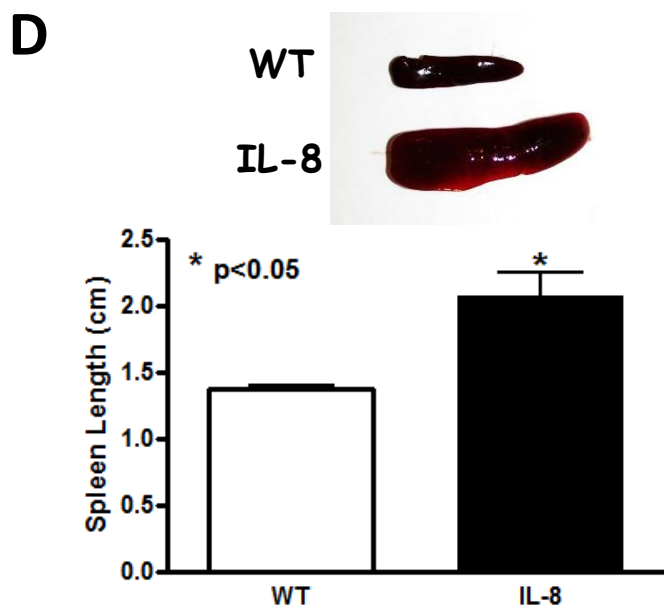 D
WT
IL-8
* p<0.05
*
2.5
2.0
1.5
1.0
0.5
0.0
Spleen Length (cm)
WT
IL-8